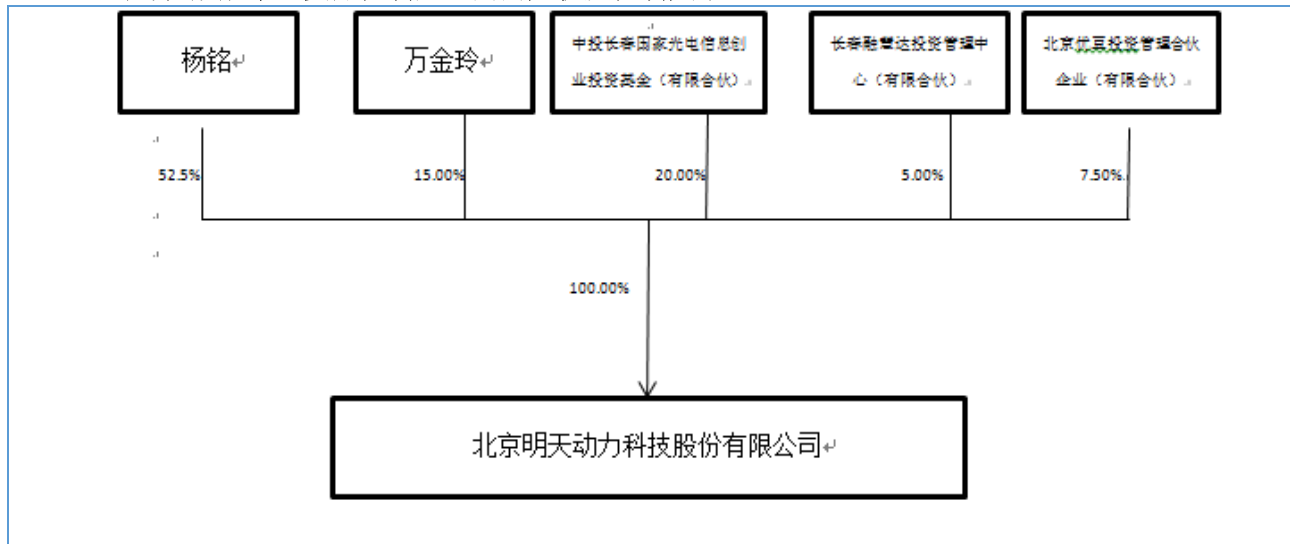 杨铭
万金玲
中投长春国家光电信息创
业投资基金（有限合伙）
长春融慧达投资管理中
心（有限合伙）
北京优亘投资管理合伙
企业（有限合伙）
52.5%
15.00%
20.00%
5.00%
7.50%
100.00%
北京明天动力科技股份有限公司